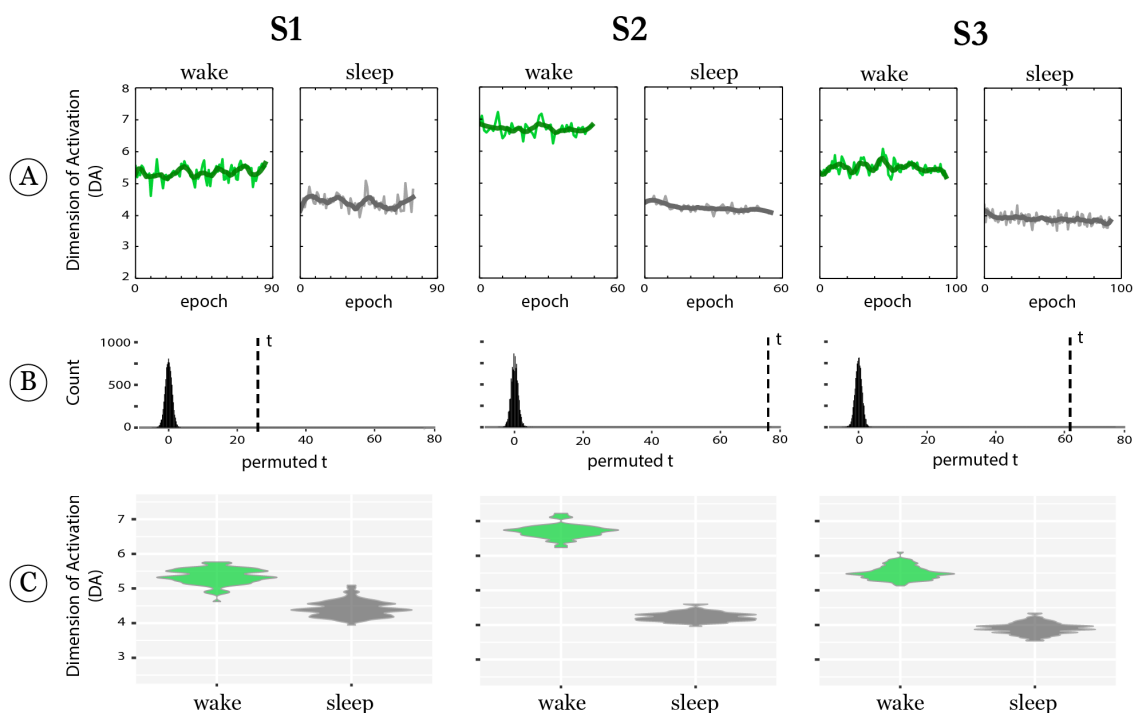 S1 S2 S3
wake sleep wake sleep wake sleep
A
Dimension of Activation
(DA)
8
7
6
5
4
3
2
0 90 0 90 0 60 0 60 0 100 0 100
epoch epoch epoch epoch epoch epoch
B
Count
1000
500
0
t t t
0 20 40 60 80 0 20 40 60 80 0 20 40 60 80
permuted t permuted t permuted t
C
Dimension of Activation
(DA)
7
6
5
4
3
wake sleep wake sleep wake sleep